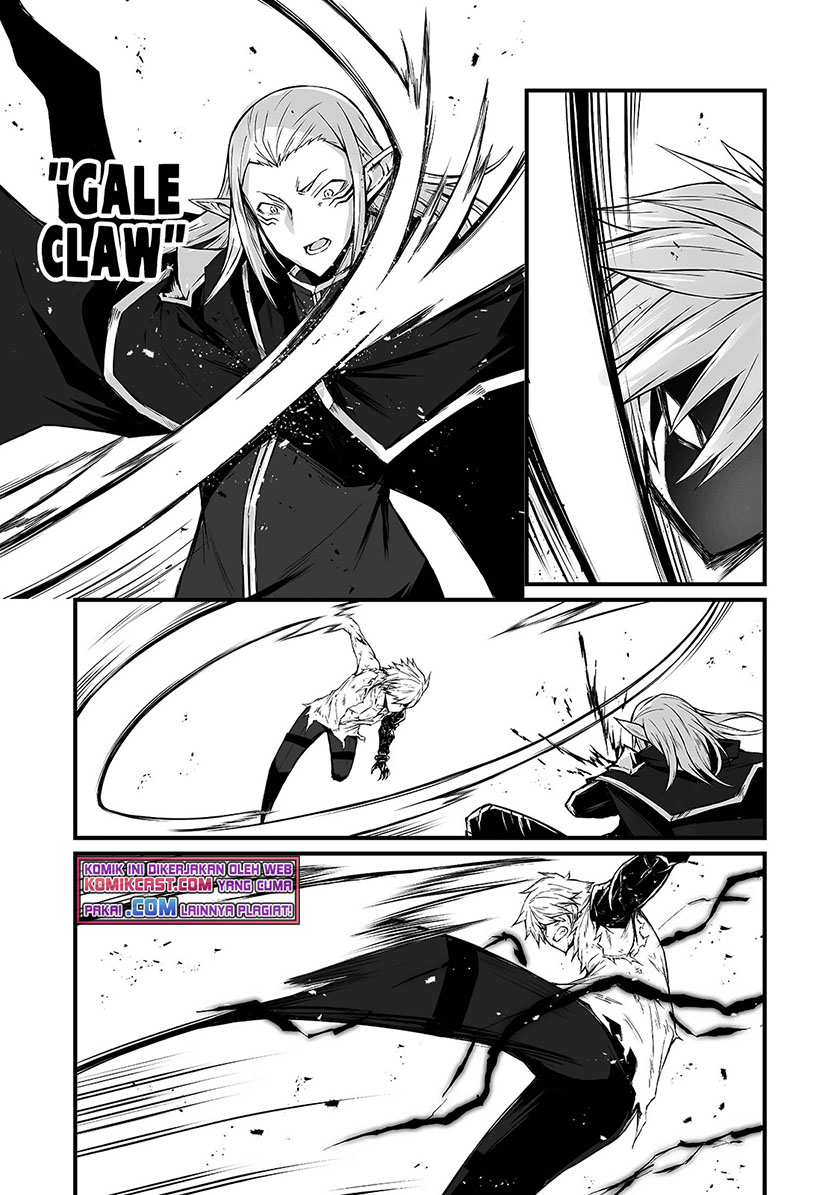 "GALE
CLAW"
KOMIK INI DIKERJAKAN OLEH WEB
KOMIKCAST.COM YANG CUMA
PAKAI .COM LAINNYA PLAGIAT!